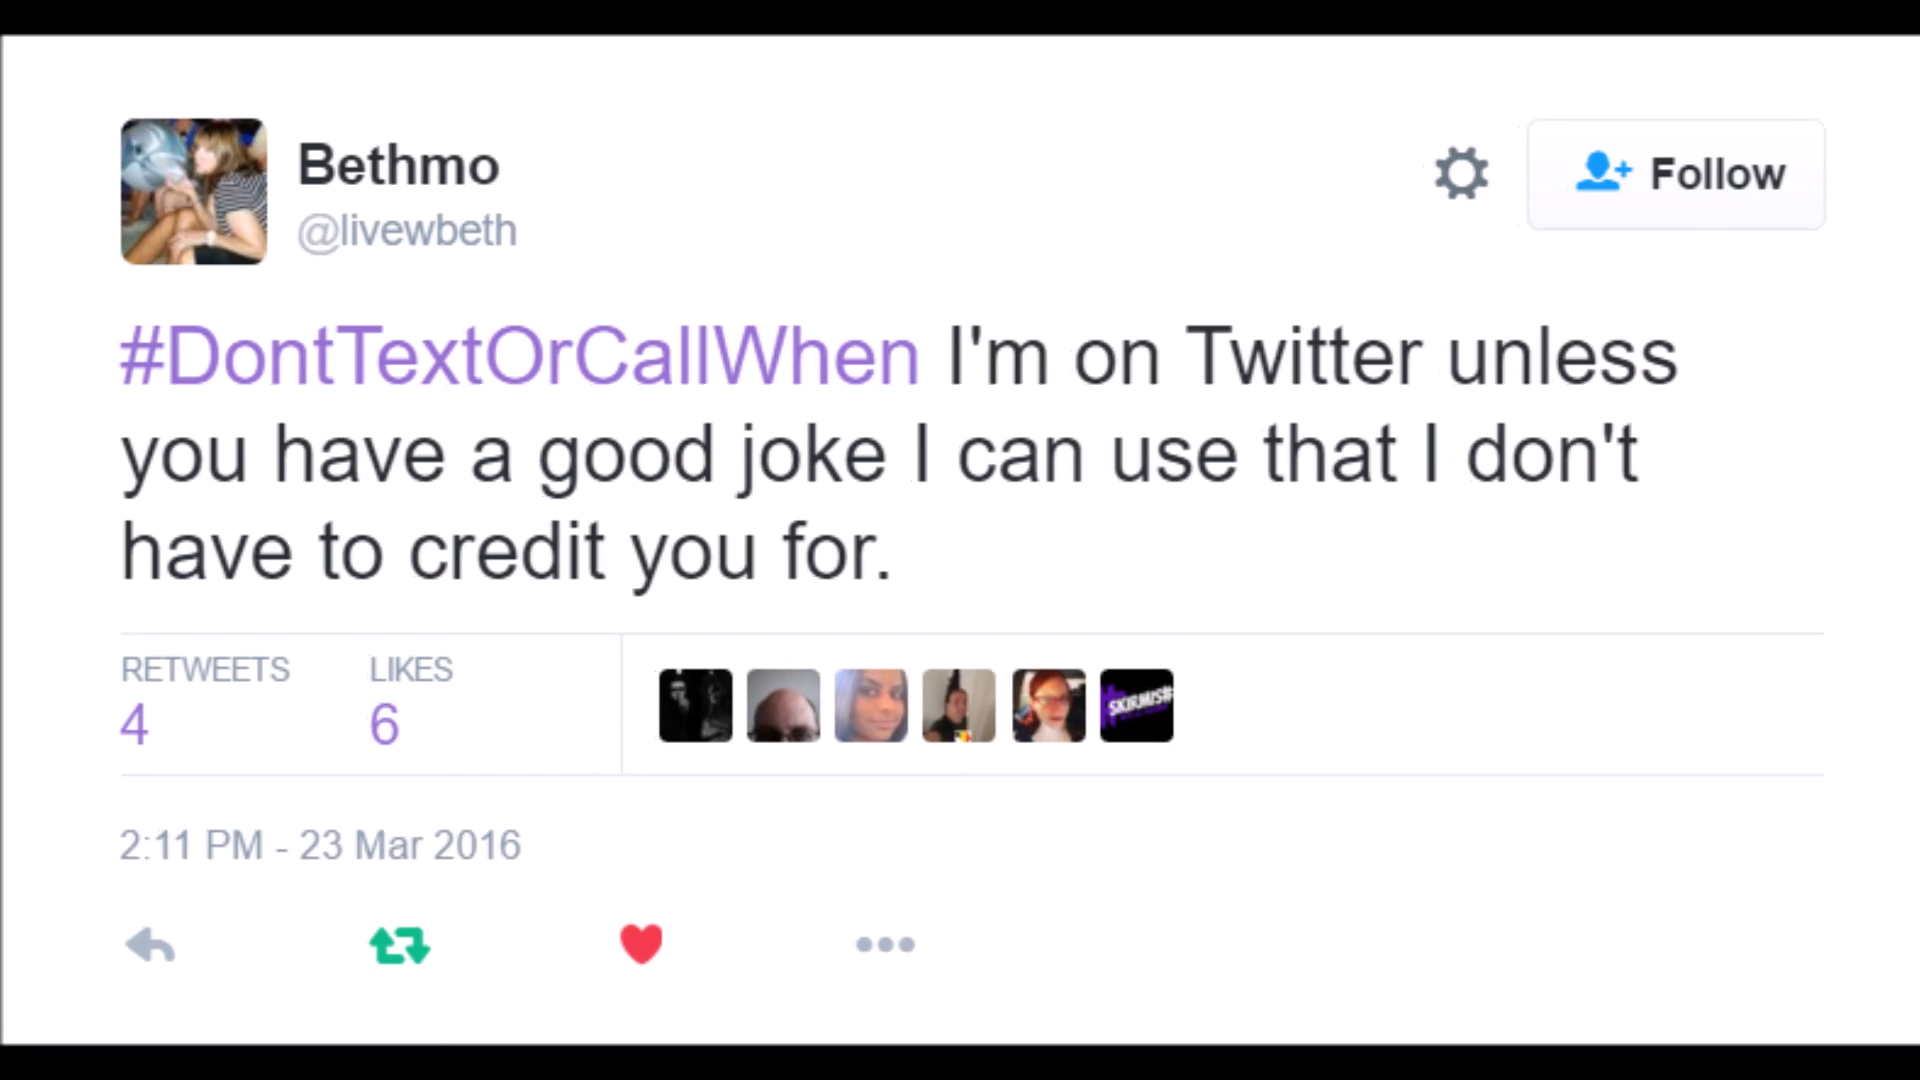 Bethmo
@livewbeth
Follow
#DontTextOrCallWhen I'm on Twitter unless
you have a good joke I can use that I don't
have to credit you for.
RETWEETS LIKES
4 6
SKIRMISH
2:11 PM - 23 Mar 2016